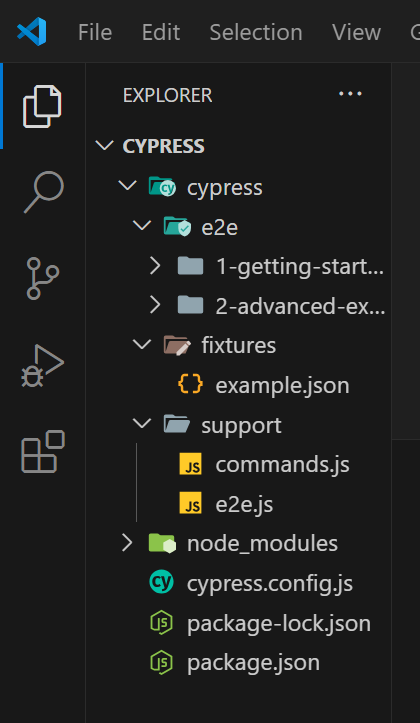 File Edit Selection View G
EXPLORER ...
CYPRESS
cypress
e2e
1-getting-start...
2-advanced-ex...
fixtures
example.json
support
commands.js
e2e.js
node_modules
cypress.config.js
package-lock.json
package.json